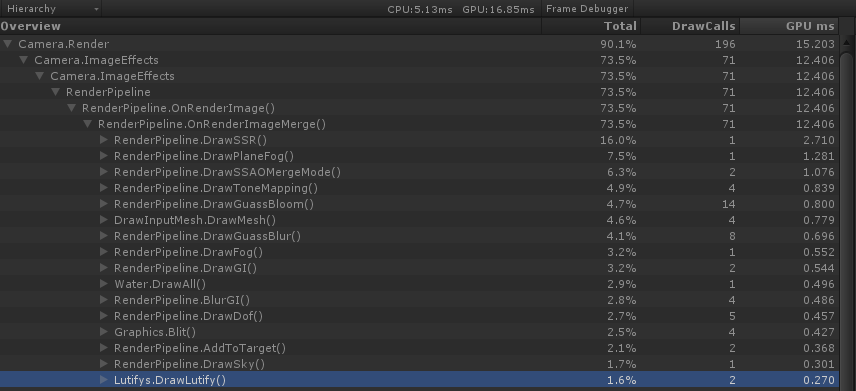 Hierarchy CPU:5.13ms GPU:16.85ms Frame Debugger
Overview Total DrawCalls GPU ms
Camera.Render 90.1% 196 15.203
Camera.ImageEffects 73.5% 71 12.406
Camera.ImageEffects 73.5% 71 12.406
RenderPipeline 73.5% 71 12.406
RenderPipeline.OnRenderImage() 73.5% 71 12.406
RenderPipeline.OnRenderImageMerge() 73.5% 71 12.406
RenderPipeline.DrawSSR() 16.0% 1 2.710
RenderPipeline.DrawPlaneFog() 7.5% 1 1.281
RenderPipeline.DrawSSAOMergeMode() 6.3% 2 1.076
RenderPipeline.DrawToneMapping() 4.9% 4 0.839
RenderPipeline.DrawGuassBloom() 4.7% 14 0.800
DrawInputMesh.DrawMesh() 4.6% 4 0.779
RenderPipeline.DrawGuassBlur() 4.1% 8 0.696
RenderPipeline.DrawFog() 3.2% 1 0.552
RenderPipeline.DrawGI() 3.2% 2 0.544
Water.DrawAll() 2.9% 1 0.496
RenderPipeline.BlurGI() 2.8% 4 0.486
RenderPipeline.DrawDof() 2.7% 5 0.457
Graphics.Blit() 2.5% 4 0.427
RenderPipeline.AddToTarget() 2.1% 2 0.368
RenderPipeline.DrawSky() 1.7% 1 0.301
Lutifys.DrawLutify() 1.6% 2 0.270